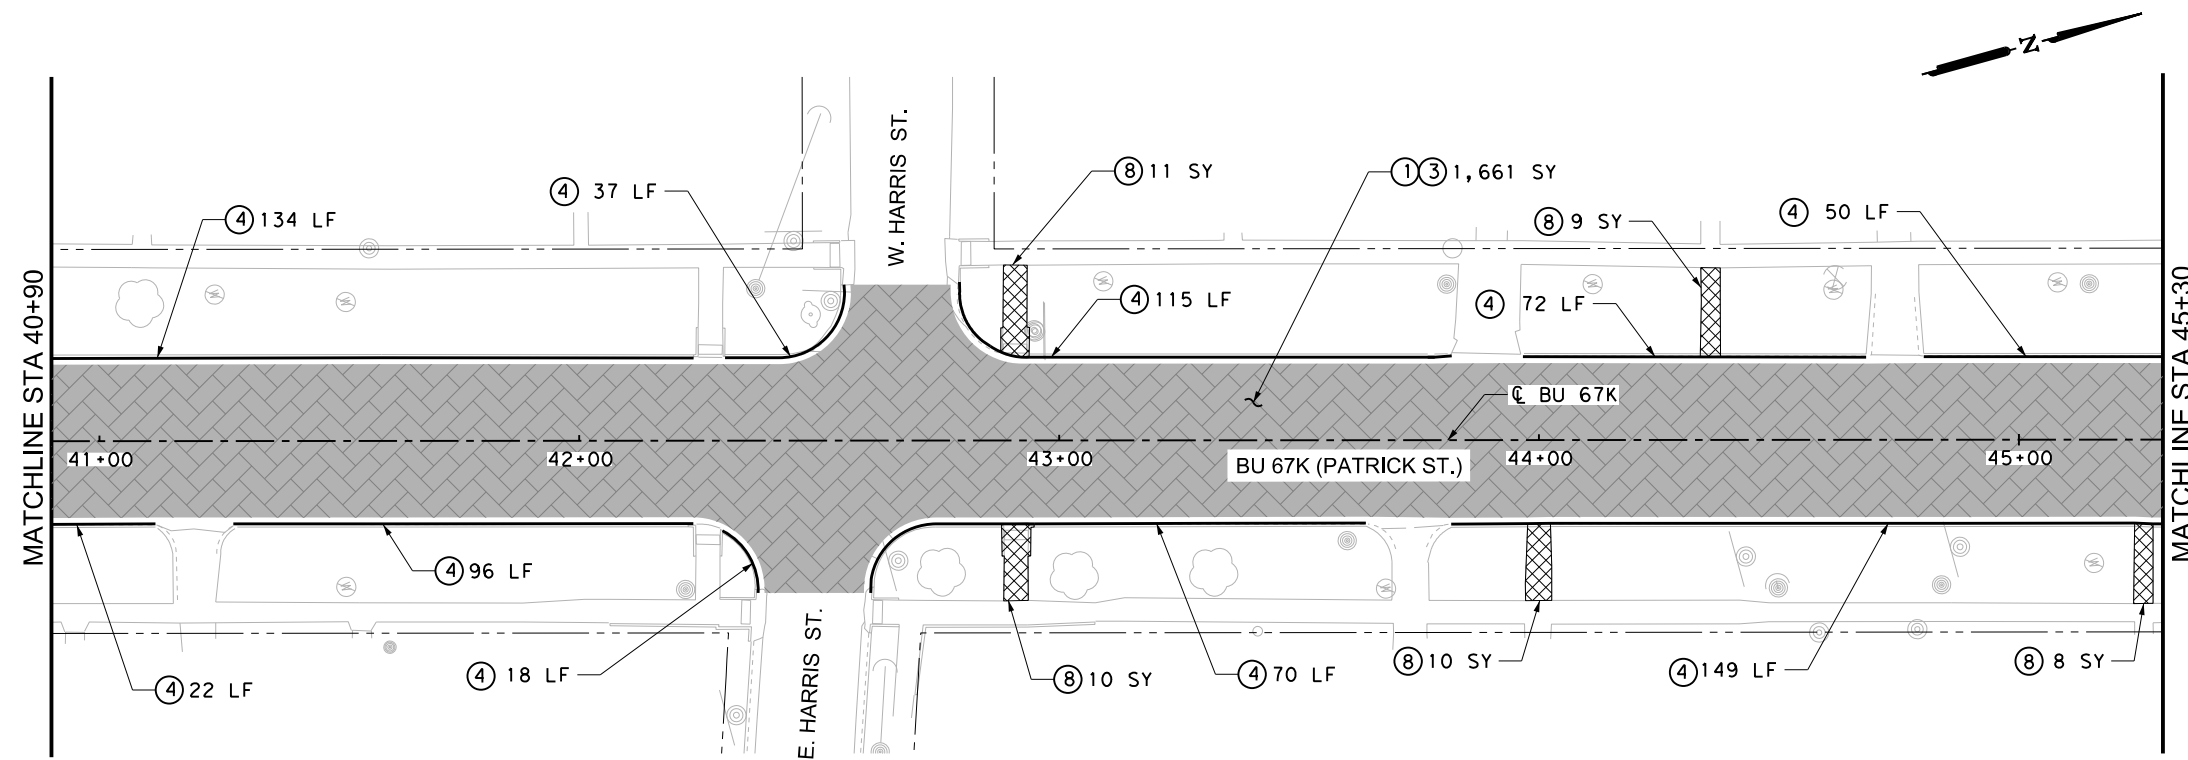 N
W. HARRIS ST.
④ 134 LF
④ 37 LF
⑧ 11 SY
①③ 1,661 SY
⑧ 9 SY
④ 50 LF
④ 115 LF
④ 72 LF
MATCHLINE STA 40+90
MATCHLINE STA 45+30
℄ BU 67K
41+00
42+00
43+00
44+00
45+00
BU 67K (PATRICK ST.)
④ 96 LF
④ 22 LF
④ 18 LF
E. HARRIS ST.
⑧ 10 SY
④ 70 LF
⑧ 10 SY
④ 149 LF
⑧ 8 SY